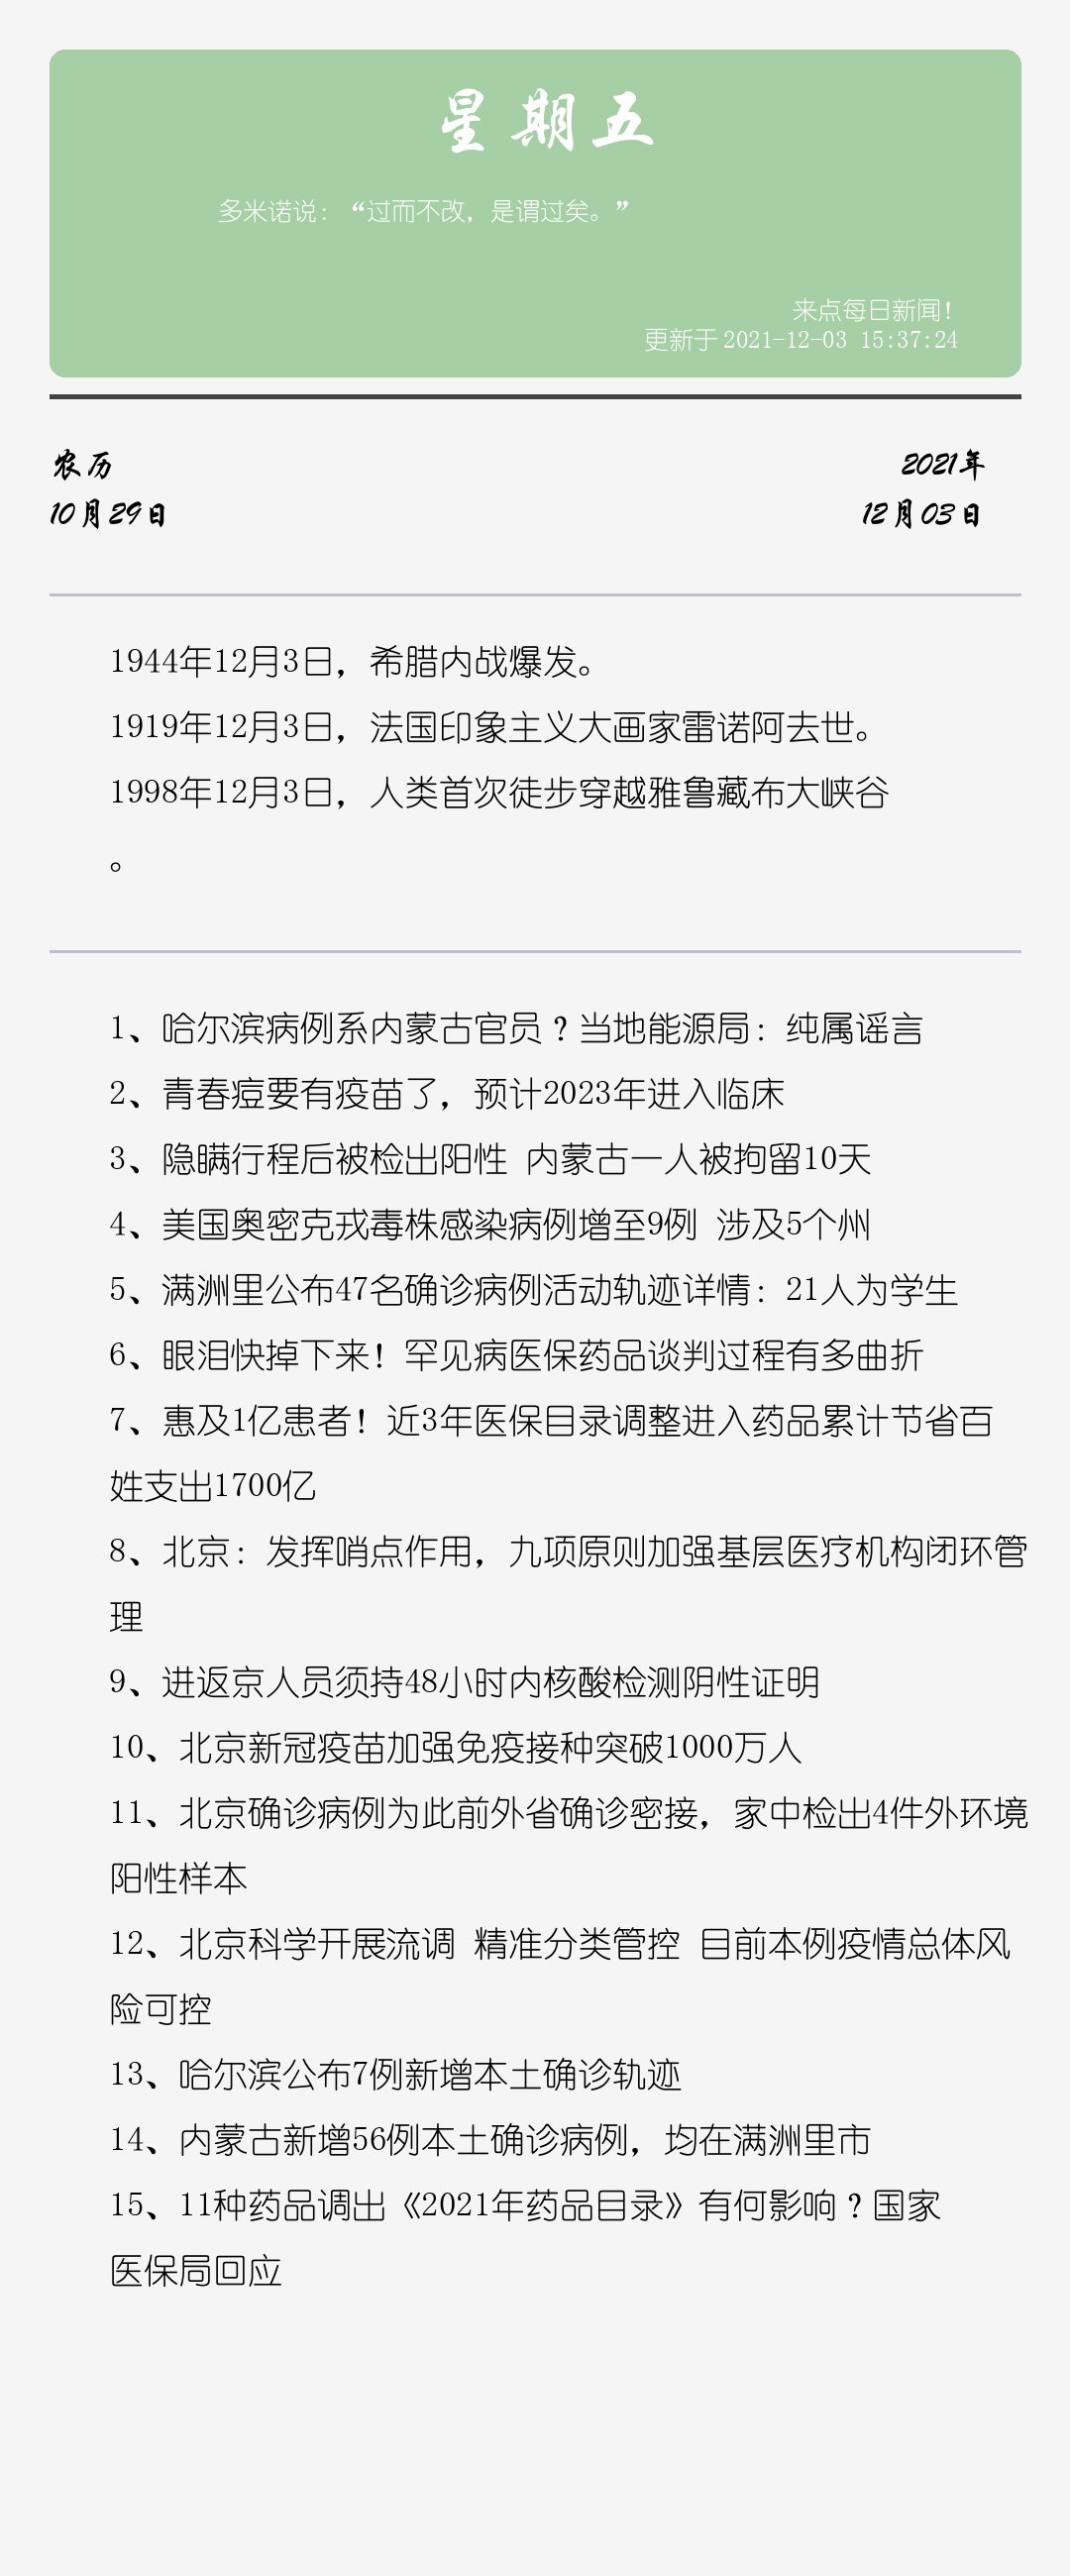 星期五
多米诺说：“过而不改，是谓过矣。”
来点每日新闻！
更新于 2021-12-03 15:37:24
农历
2021年
10月29日
12月03日
1944年12月3日，希腊内战爆发。
1919年12月3日，法国印象主义大画家雷诺阿去世。
1998年12月3日，人类首次徒步穿越雅鲁藏布大峡谷
。
1、哈尔滨病例系内蒙古官员？当地能源局：纯属谣言
2、青春痘要有疫苗了，预计2023年进入临床
3、隐瞒行程后被检出阳性 内蒙古一人被拘留10天
4、美国奥密克戎毒株感染病例增至9例 涉及5个州
5、满洲里公布47名确诊病例活动轨迹详情：21人为学生
6、眼泪快掉下来！罕见病医保药品谈判过程有多曲折
7、惠及1亿患者！近3年医保目录调整进入药品累计节省百
姓支出1700亿
8、北京：发挥哨点作用，九项原则加强基层医疗机构闭环管
理
9、进返京人员须持48小时内核酸检测阴性证明
10、北京新冠疫苗加强免疫接种突破1000万人
11、北京确诊病例为此前外省确诊密接，家中检出4件外环境
阳性样本
12、北京科学开展流调 精准分类管控 目前本例疫情总体风
险可控
13、哈尔滨公布7例新增本土确诊轨迹
14、内蒙古新增56例本土确诊病例，均在满洲里市
15、11种药品调出《2021年药品目录》有何影响？国家
医保局回应